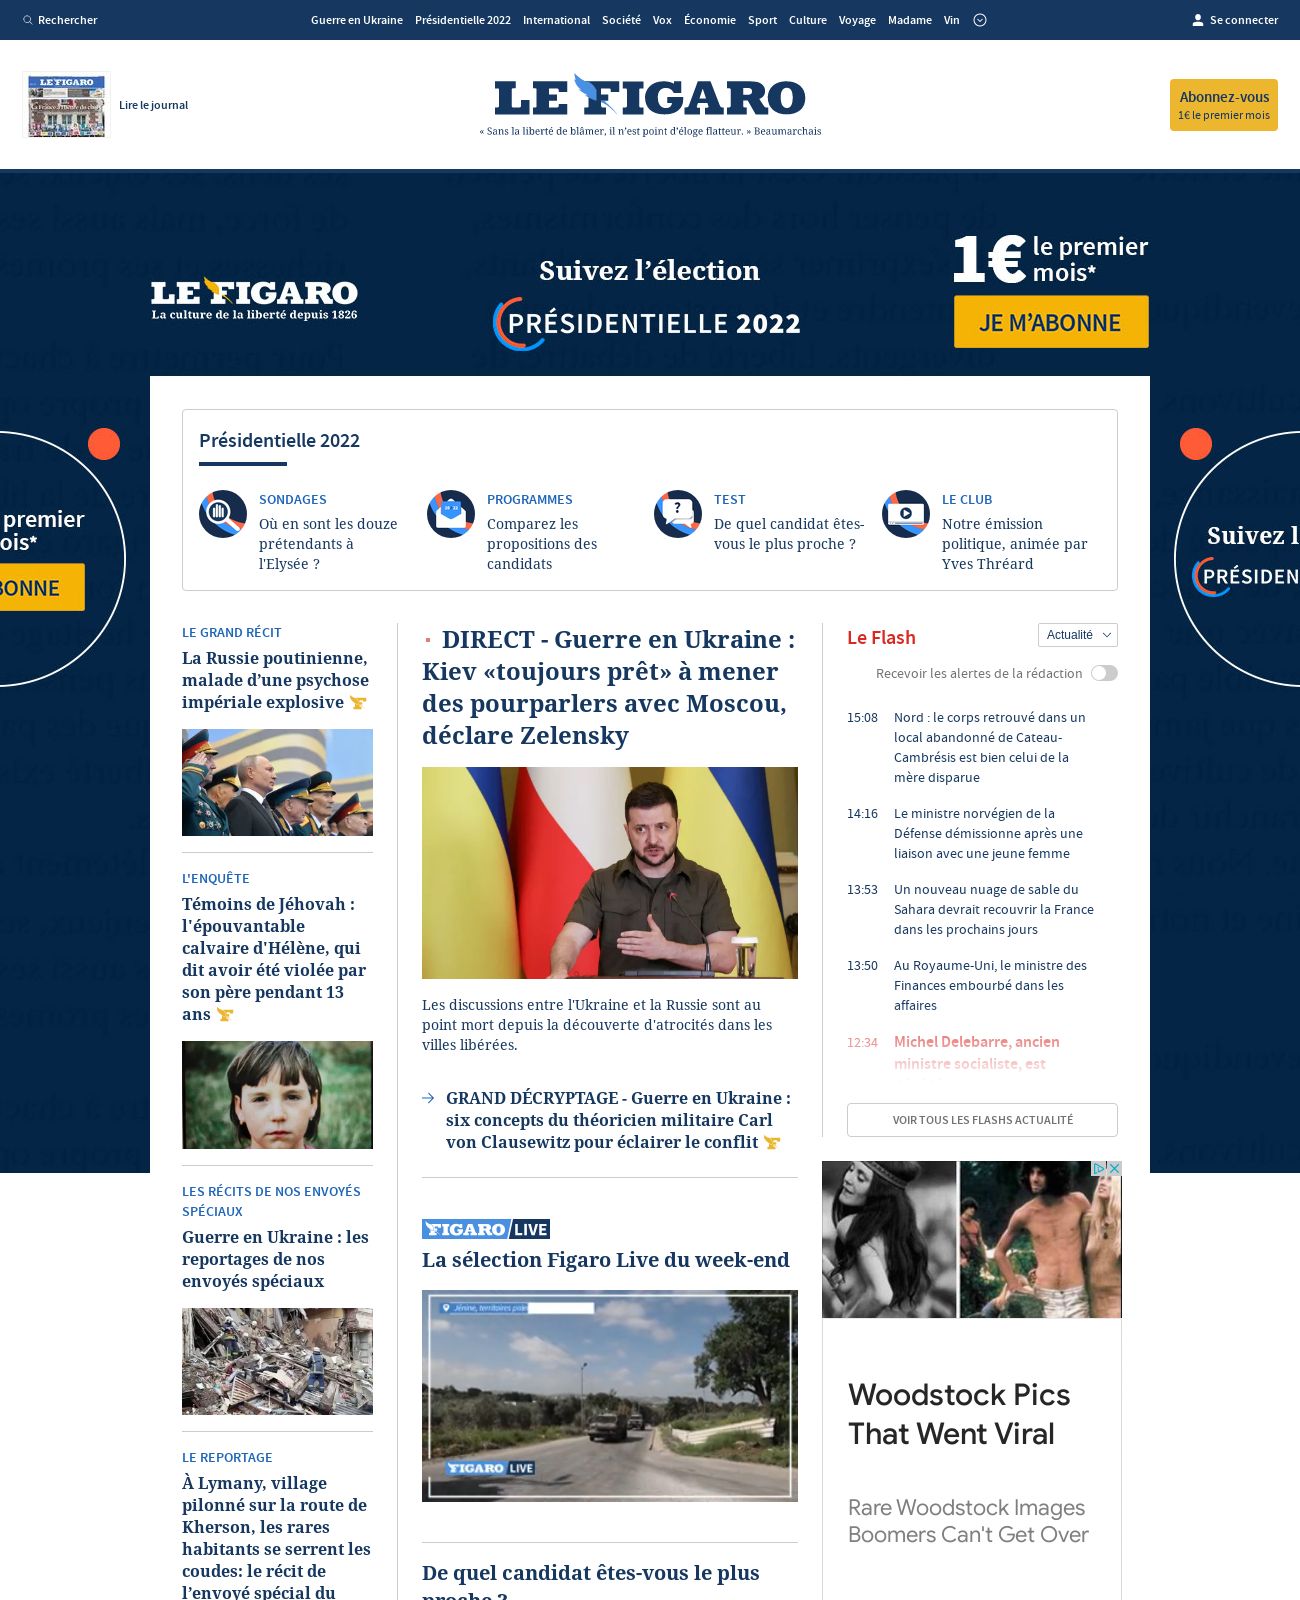 Rechercher
Guerre en Ukraine Présidentielle 2022 International Société Vox Économie Sport Culture Voyage Madame Vin
Se connecter
LE FIGARO
Lire le journal
LE FIGARO
« Sans la liberté de blâmer, il n’est point d’éloge flatteur. » Beaumarchais
Abonnez-vous
1€ le premier mois
LE FIGARO
La culture de la liberté depuis 1826
Suivez l’élection
PRÉSIDENTIELLE 2022
1€ le premier
mois*
JE M’ABONNE
premier
ois*
BONNE
Suivez l
PRÉSIDEN
Présidentielle 2022
SONDAGES
Où en sont les douze
prétendants à
l'Elysée ?
PROGRAMMES
Comparez les
propositions des
candidats
TEST
De quel candidat êtes-
vous le plus proche ?
LE CLUB
Notre émission
politique, animée par
Yves Thréard
LE GRAND RÉCIT
La Russie poutinienne,
malade d’une psychose
impériale explosive
L'ENQUÊTE
Témoins de Jéhovah :
l'épouvantable
calvaire d'Hélène, qui
dit avoir été violée par
son père pendant 13
ans
LES RÉCITS DE NOS ENVOYÉS
SPÉCIAUX
Guerre en Ukraine : les
reportages de nos
envoyés spéciaux
LE REPORTAGE
À Lymany, village
pilonné sur la route de
Kherson, les rares
habitants se serrent les
coudes: le récit de
l’envoyé spécial du
DIRECT - Guerre en Ukraine :
Kiev «toujours prêt» à mener
des pourparlers avec Moscou,
déclare Zelensky
Les discussions entre l'Ukraine et la Russie sont au
point mort depuis la découverte d'atrocités dans les
villes libérées.
GRAND DÉCRYPTAGE - Guerre en Ukraine :
six concepts du théoricien militaire Carl
von Clausewitz pour éclairer le conflit
FIGARO LIVE
La sélection Figaro Live du week-end
Jénine, territoires
FIGARO LIVE
De quel candidat êtes-vous le plus
proche ?
Le Flash
Actualité
Recevoir les alertes de la rédaction
15:08 Nord : le corps retrouvé dans un
local abandonné de Cateau-
Cambrésis est bien celui de la
mère disparue
14:16 Le ministre norvégien de la
Défense démissionne après une
liaison avec une jeune femme
13:53 Un nouveau nuage de sable du
Sahara devrait recouvrir la France
dans les prochains jours
13:50 Au Royaume-Uni, le ministre des
Finances embourbé dans les
affaires
12:34 Michel Delebarre, ancien
ministre socialiste, est
VOIR TOUS LES FLASHS ACTUALITÉ
Woodstock Pics
That Went Viral
Rare Woodstock Images
Boomers Can't Get Over